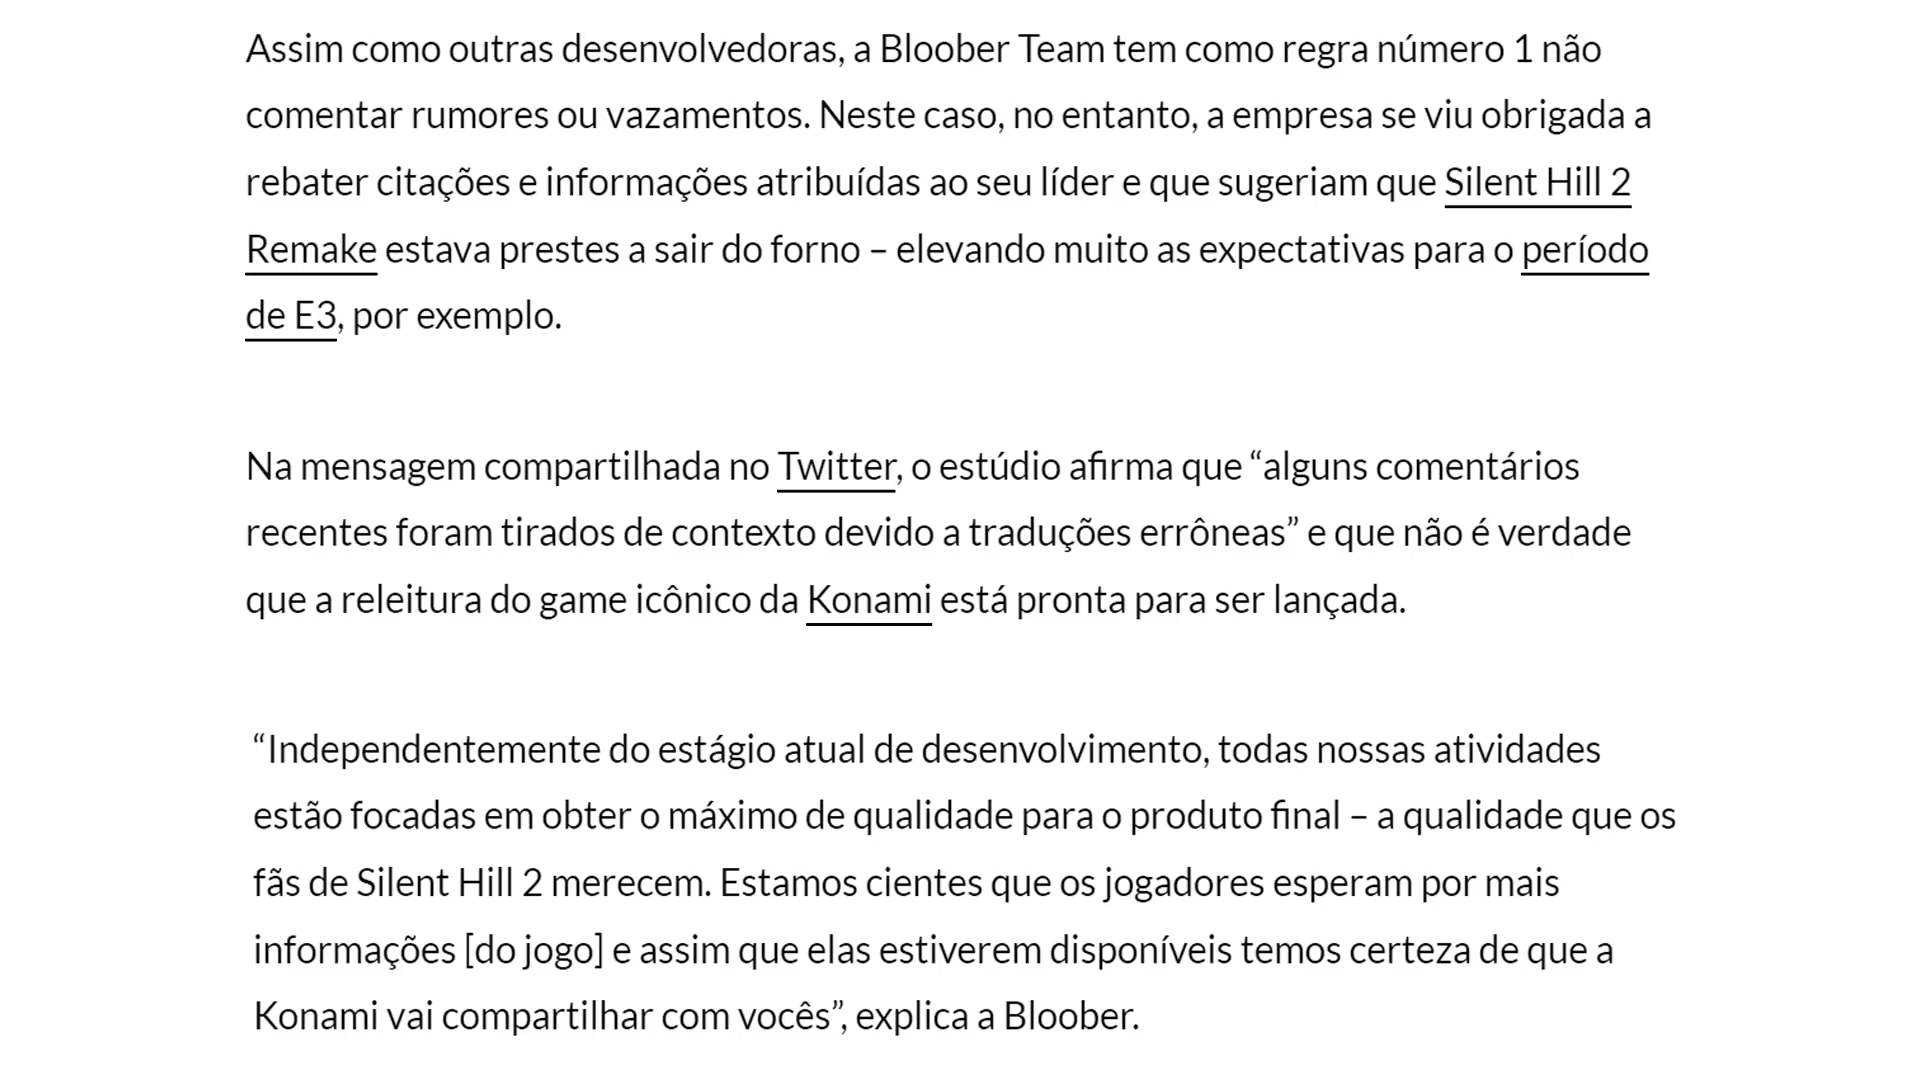 Assim como outras desenvolvedoras, a Bloober Team tem como regra número 1 não
comentar rumores ou vazamentos. Neste caso, no entanto, a empresa se viu obrigada a
rebater citações e informações atribuídas ao seu líder e que sugeriam que Silent Hill 2
Remake estava prestes a sair do forno – elevando muito as expectativas para o período
de E3, por exemplo.
Na mensagem compartilhada no Twitter, o estúdio afirma que “alguns comentários
recentes foram tirados de contexto devido a traduções errôneas” e que não é verdade
que a releitura do game icônico da Konami está pronta para ser lançada.
“Independentemente do estágio atual de desenvolvimento, todas nossas atividades
estão focadas em obter o máximo de qualidade para o produto final – a qualidade que os
fãs de Silent Hill 2 merecem. Estamos cientes que os jogadores esperam por mais
informações [do jogo] e assim que elas estiverem disponíveis temos certeza de que a
Konami vai compartilhar com vocês”, explica a Bloober.